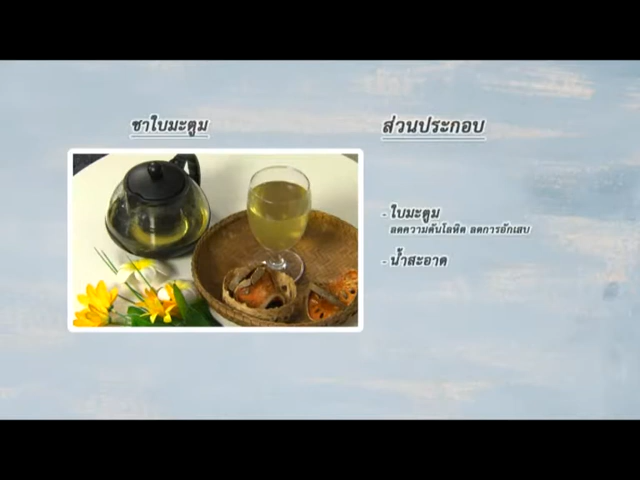 ชาใบมะตูม
ส่วนประกอบ
- ใบมะตูม
ลดความดันโลหิต ลดการอักเสบ
- น้ำสะอาด